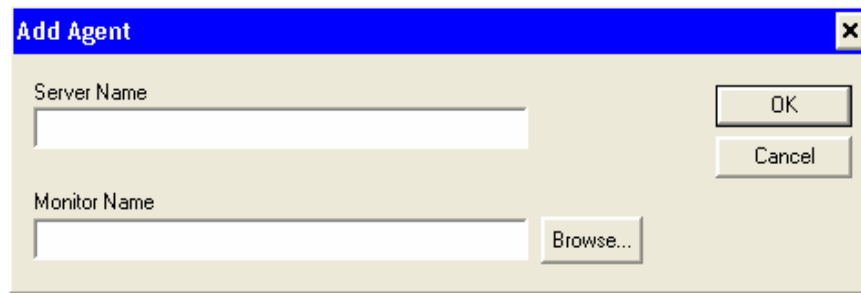 Add Agent
Server Name
OK
Cancel
Monitor Name
Browse...